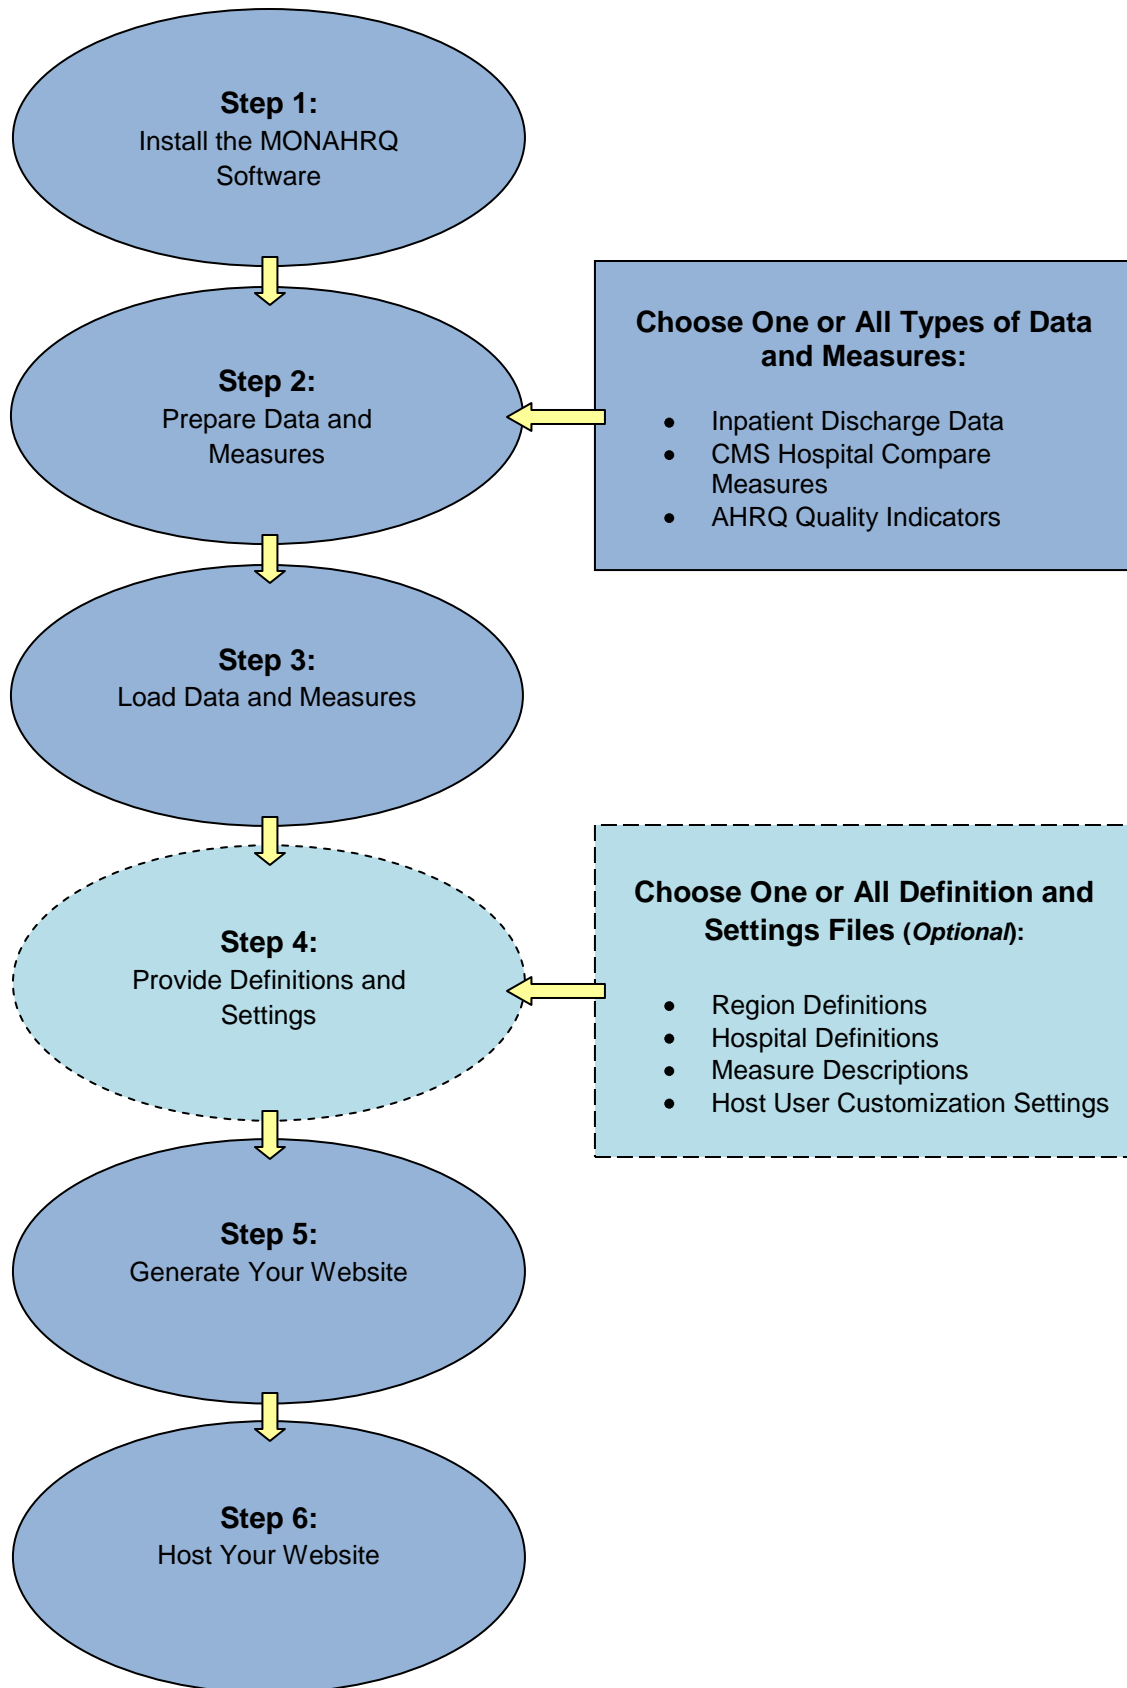 Step 1:
Install the MONAHRQ
Software
Step 2:
Prepare Data and
Measures
Choose One or All Types of Data
and Measures:
• Inpatient Discharge Data
• CMS Hospital Compare
Measures
• AHRQ Quality Indicators
Step 3:
Load Data and Measures
Step 4:
Provide Definitions and
Settings
Choose One or All Definition and
Settings Files (Optional):
• Region Definitions
• Hospital Definitions
• Measure Descriptions
• Host User Customization Settings
Step 5:
Generate Your Website
Step 6:
Host Your Website